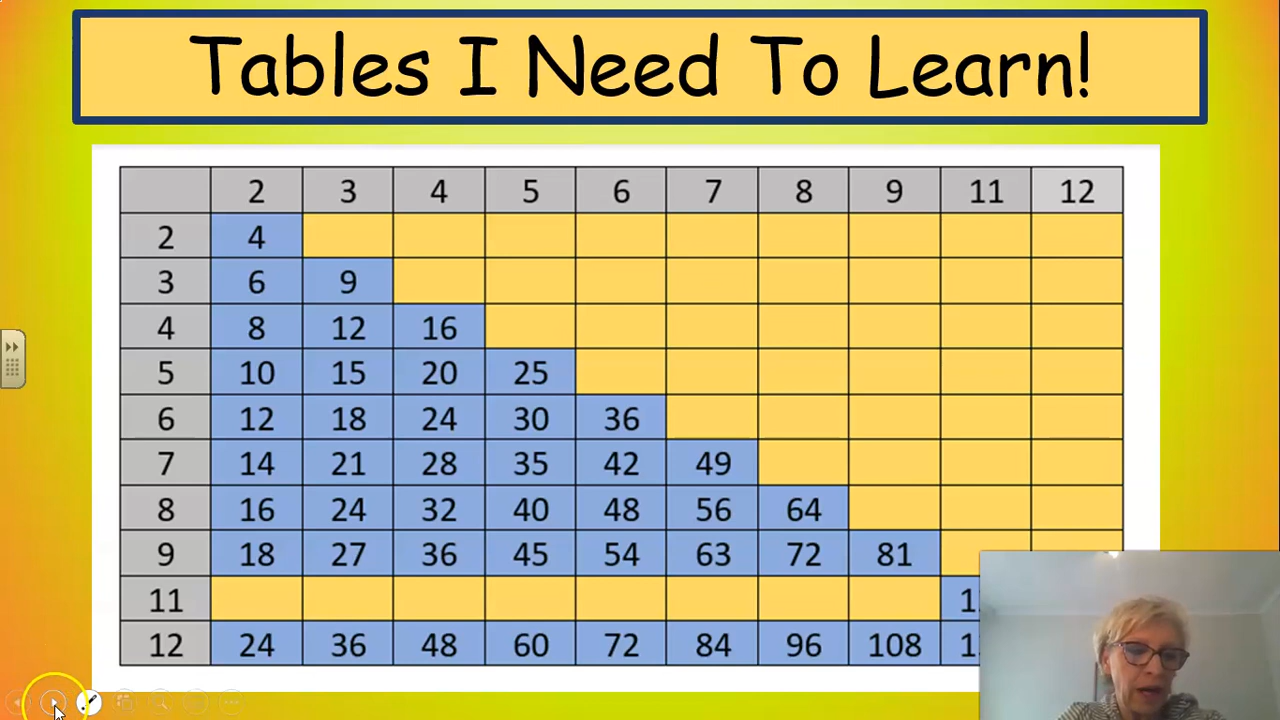 Tables I Need To Learn!
2 3 4 5 6 7 8 9 11 12
2 4
3 6 9
4 8 12 16
5 10 15 20 25
6 12 18 24 30 36
7 14 21 28 35 42 49
8 16 24 32 40 48 56 64
9 18 27 36 45 54 63 72 81
11
12 24 36 48 60 72 84 96 108